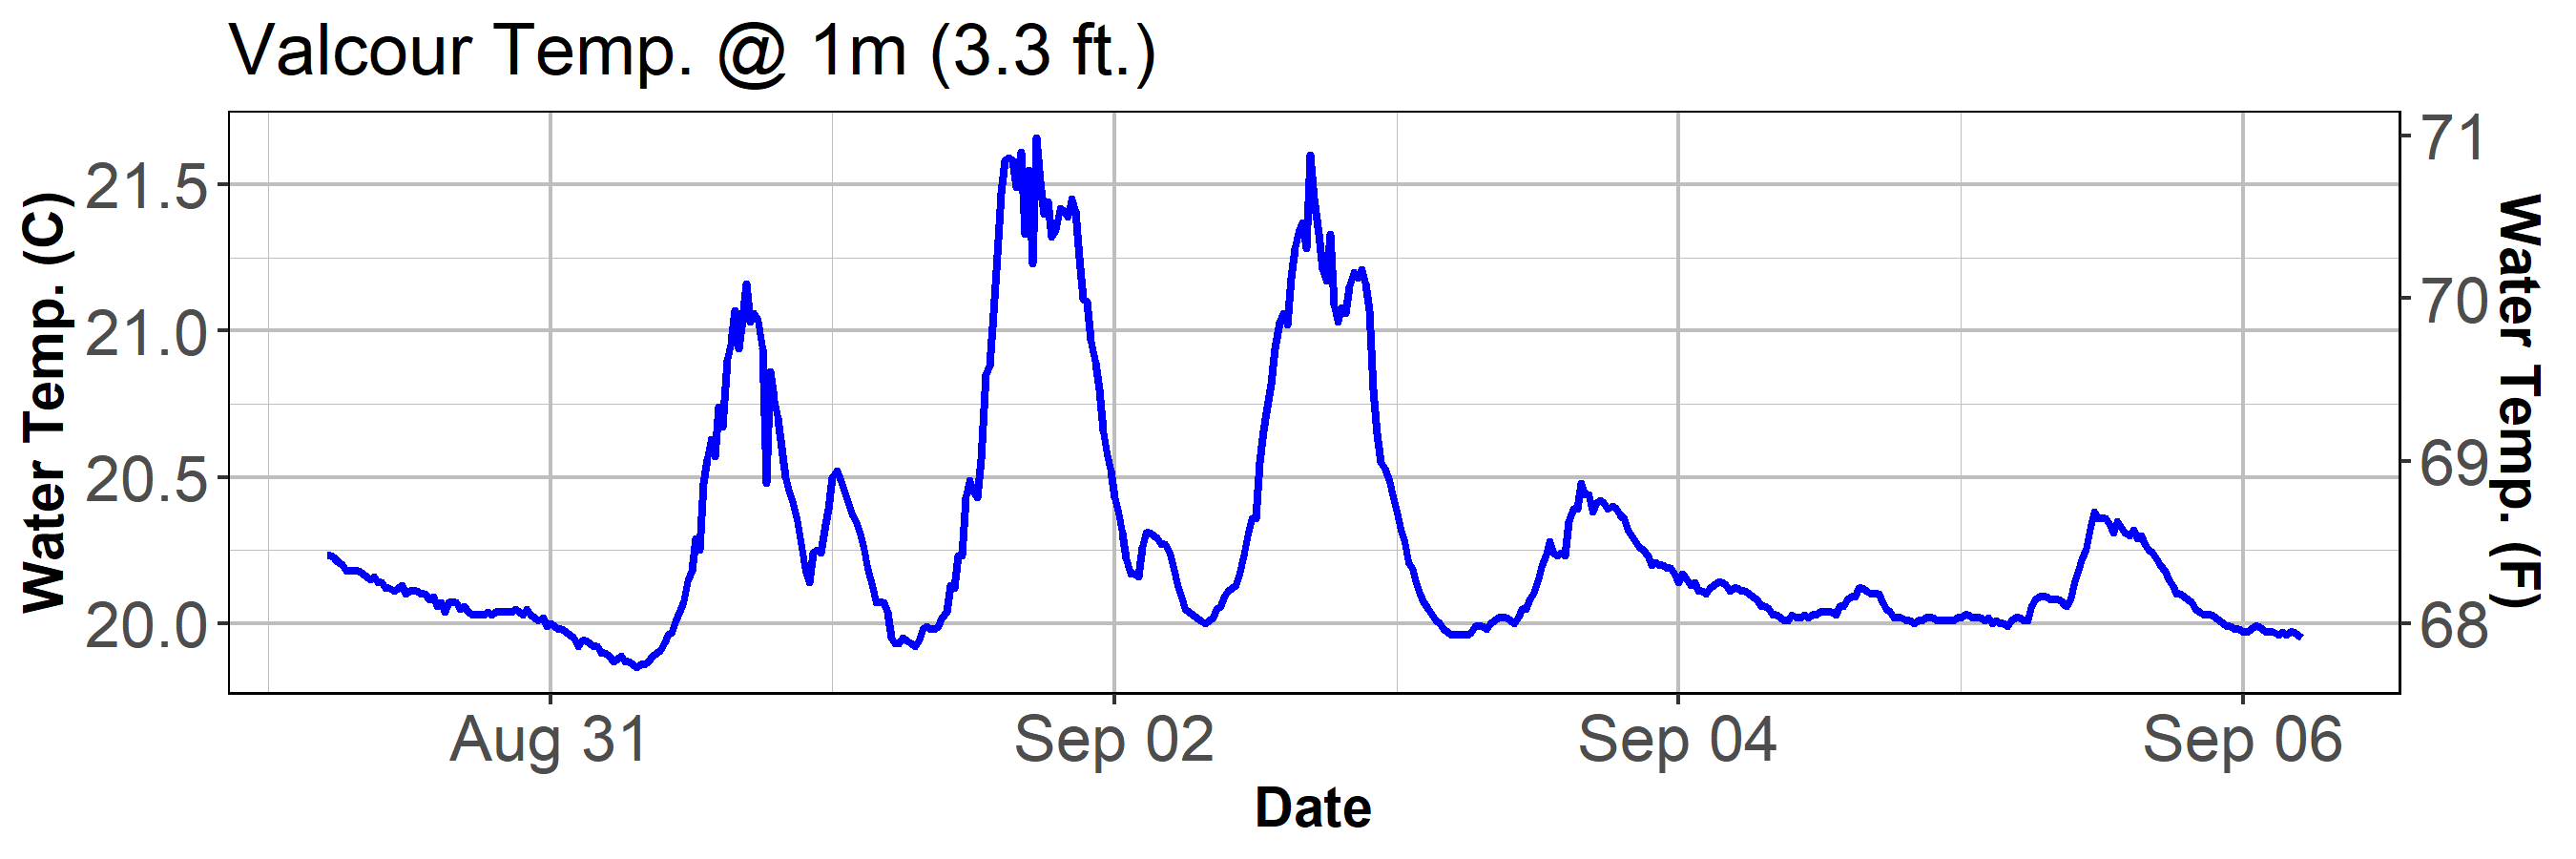 Valcour Temp. @ 1m (3.3 ft.)
Water Temp. (C)
21.5
21.0
20.5
20.0
71
70
69
68
Water Temp. (F)
Aug 31
Sep 02
Sep 04
Sep 06
Date